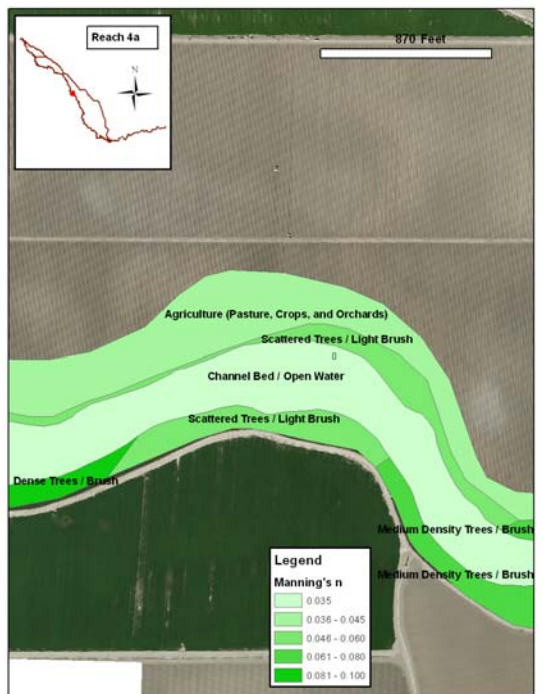 Reach 4a
N
870 Feet
Agriculture (Pasture, Crops, and Orchards)
Scattered Trees / Light Brush
Channel Bed / Open Water
Scattered Trees / Light Brush
Dense Trees / Brush
Medium Density Trees / Brush
Medium Density Trees / Brush
Legend
Manning's n
0.035
0.036 - 0.045
0.046 - 0.060
0.061 - 0.080
0.081 - 0.100